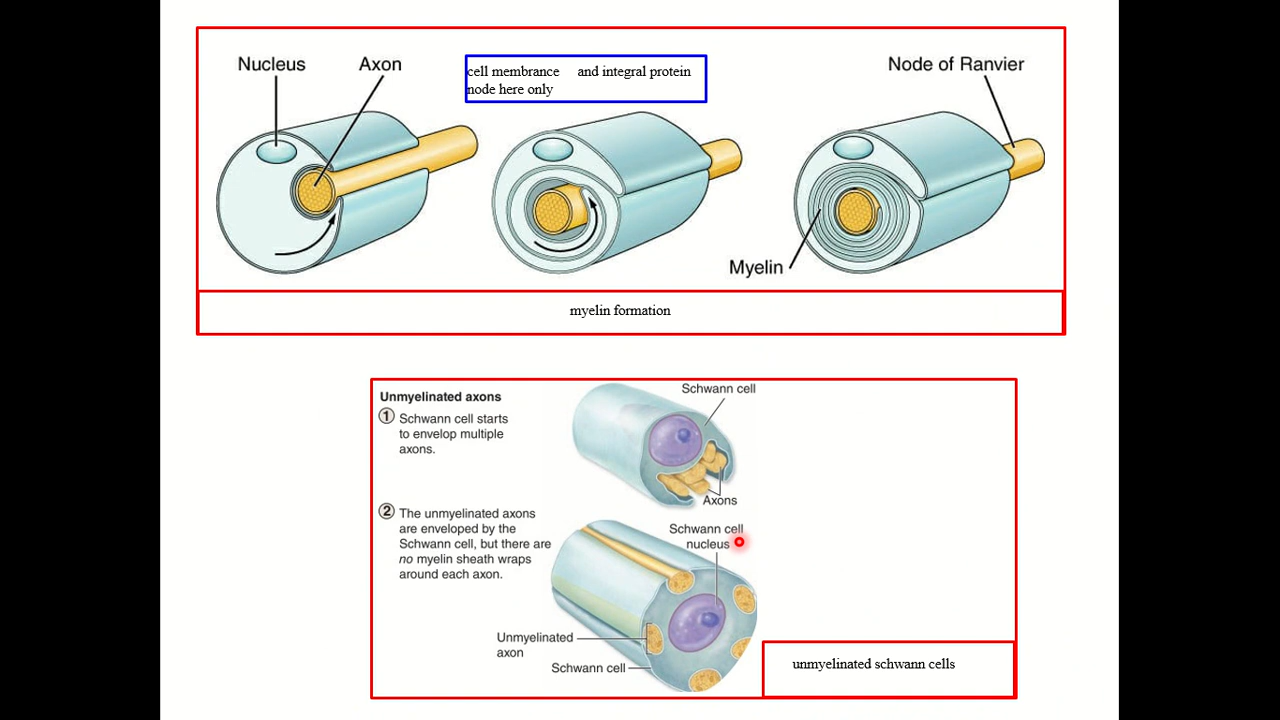 Nucleus
Axon
cell membrance and integral protein
node here only
Node of Ranvier
Myelin
myelin formation
Unmyelinated axons
1 Schwann cell starts
to envelop multiple
axons.
Schwann cell
Axons
2 The unmyelinated axons
are enveloped by the
Schwann cell, but there are
no myelin sheath wraps
around each axon.
Schwann cell
nucleus
Unmyelinated
axon
Schwann cell
unmyelinated schwann cells